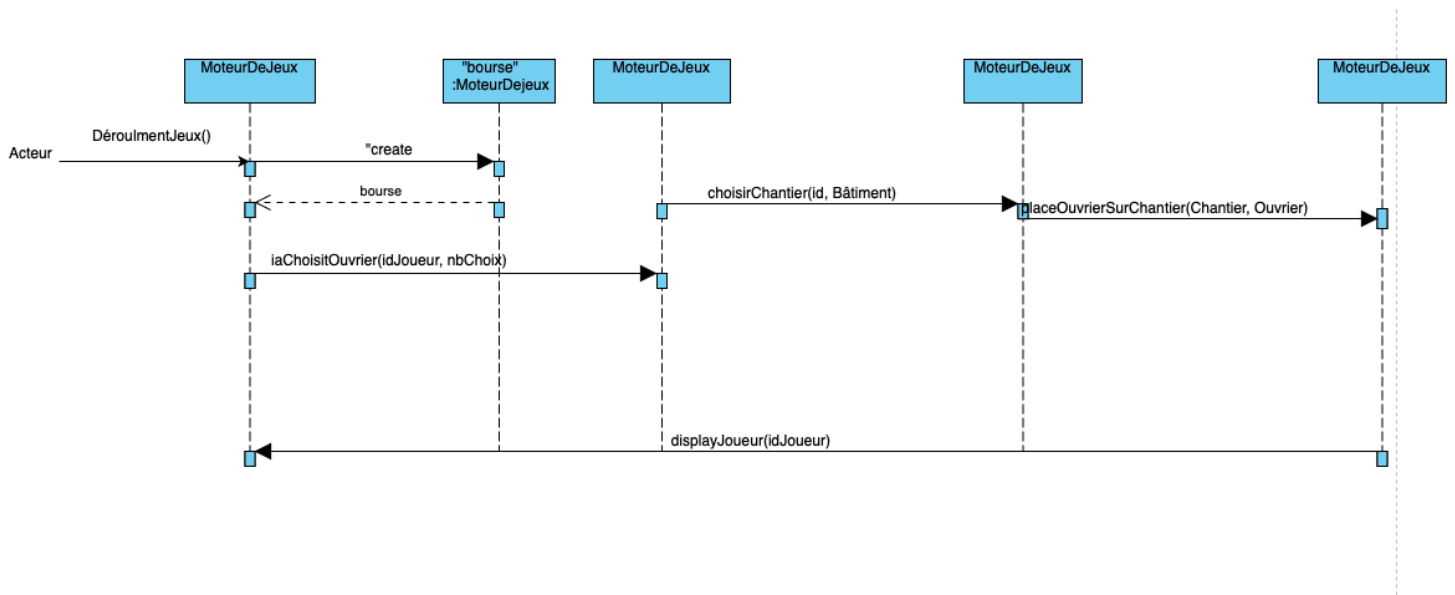 MoteurDeJeux
"bourse"
:MoteurDejeux
MoteurDeJeux
MoteurDeJeux
MoteurDeJeux
DéroulmentJeux()
Acteur
"create
bourse
choisirChantier(id, Bâtiment)
placeOuvrierSurChantier(Chantier, Ouvrier)
iaChoisitOuvrier(idJoueur, nbChoix)
displayJoueur(idJoueur)